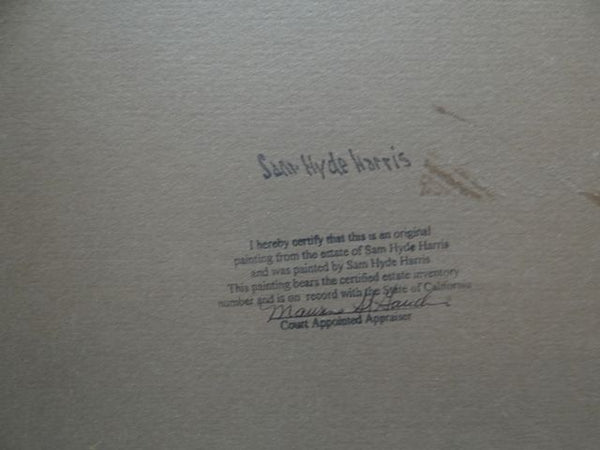 Sam Hyde Harris
I hereby certify that this is an original
painting from the estate of Sam Hyde Harris
and was painted by Sam Hyde Harris
This painting bears the certified estate inventory
number and is on record with the State of California
Court Appointed Appraiser